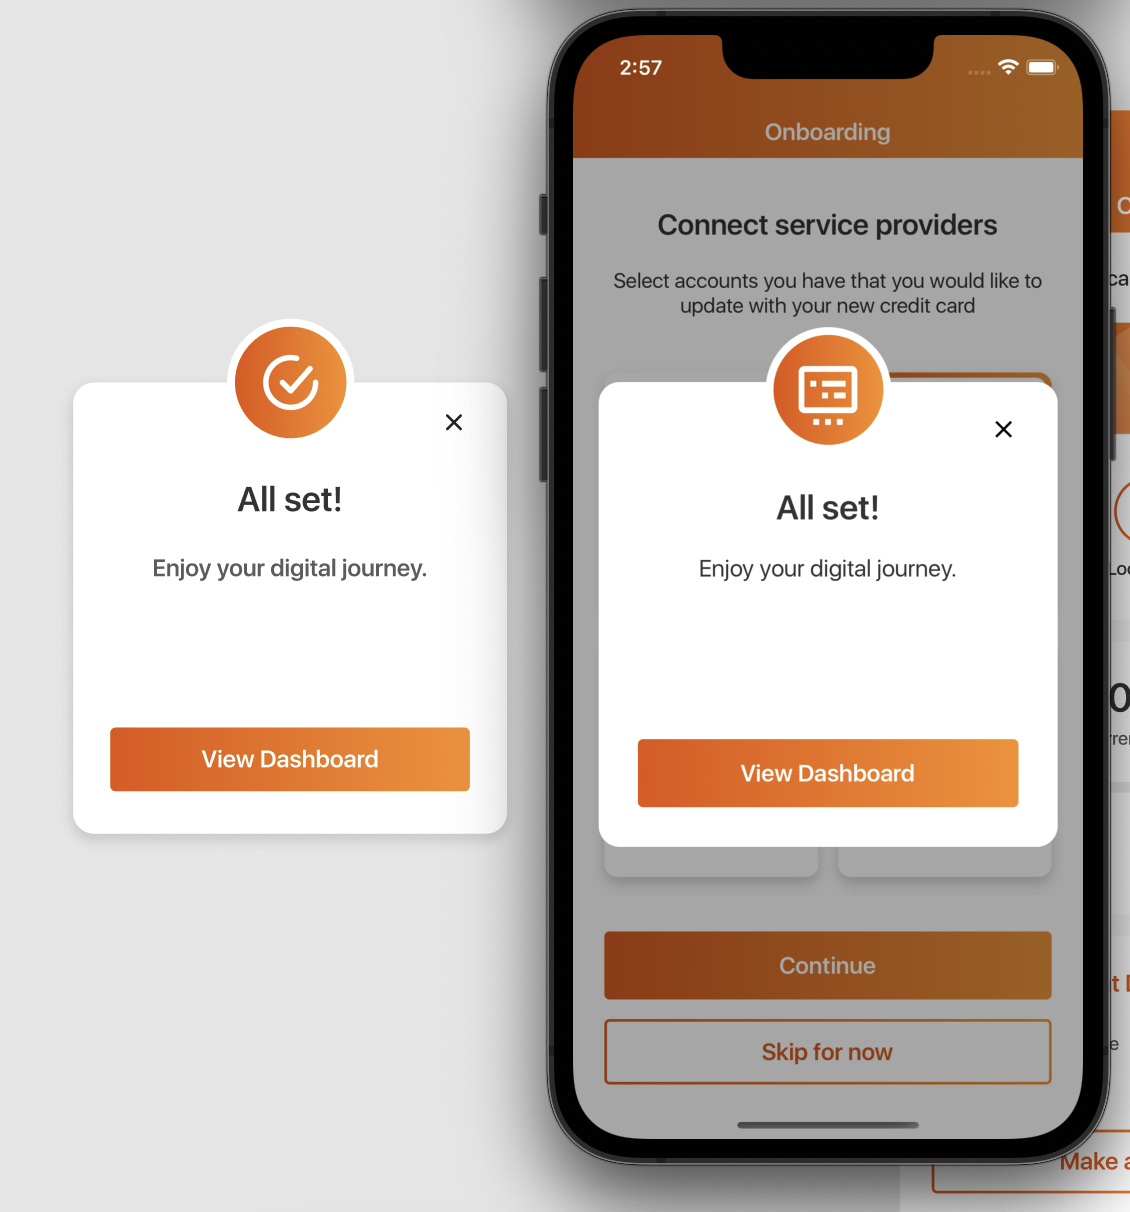 All set!
Enjoy your digital journey.
View Dashboard
2:57
Onboarding
Connect service providers
Select accounts you have that you would like to
update with your new credit card
All set!
Enjoy your digital journey.
View Dashboard
Continue
Skip for now
Make